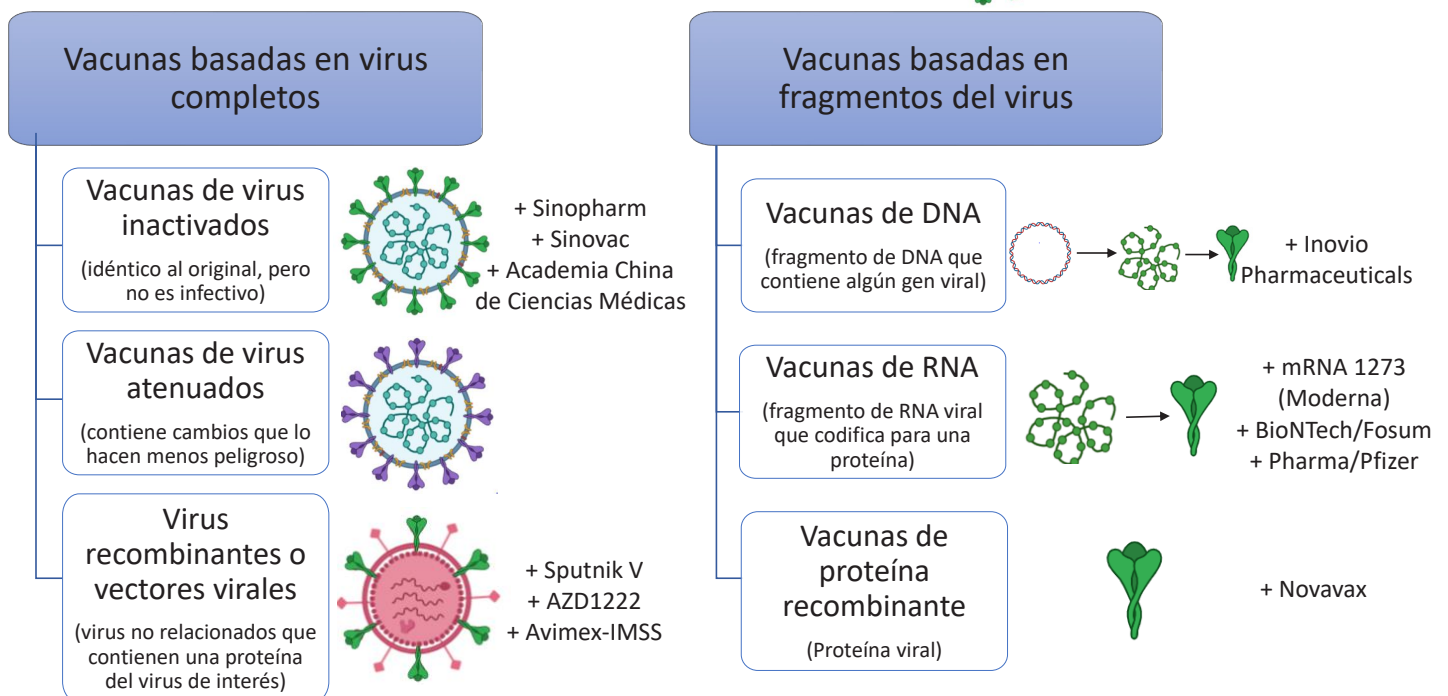 Vacunas basadas en virus
completos
Vacunas de virus
inactivados
(idéntico al original, pero
no es infectivo)
+ Sinopharm
+ Sinovac
+ Academia China
de Ciencias Médicas
Vacunas de virus
atenuados
(contiene cambios que lo
hacen menos peligroso)
Virus
recombinantes o
vectores virales
(virus no relacionados que
contienen una proteína
del virus de interés)
+ Sputnik V
+ AZD1222
+ Avimex-IMSS
Vacunas basadas en
fragmentos del virus
Vacunas de DNA
(fragmento de DNA que
contiene algún gen viral)
+ Inovio
Pharmaceuticals
Vacunas de RNA
(fragmento de RNA viral
que codifica para una
proteína)
+ mRNA 1273
(Moderna)
+ BioNTech/Fosum
+ Pharma/Pfizer
Vacunas de
proteína
recombinante
(Proteína viral)
+ Novavax